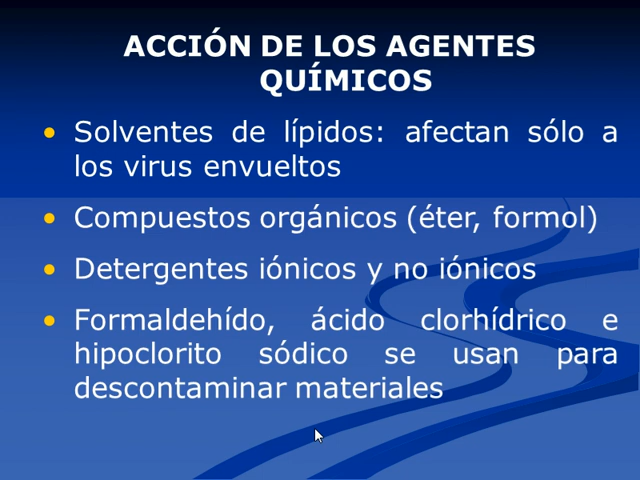 ACCIÓN DE LOS AGENTES
QUÍMICOS
• Solventes de lípidos: afectan sólo a
los virus envueltos
• Compuestos orgánicos (éter, formol)
• Detergentes iónicos y no iónicos
• Formaldehído, ácido clorhídrico e
hipoclorito sódico se usan para
descontaminar materiales